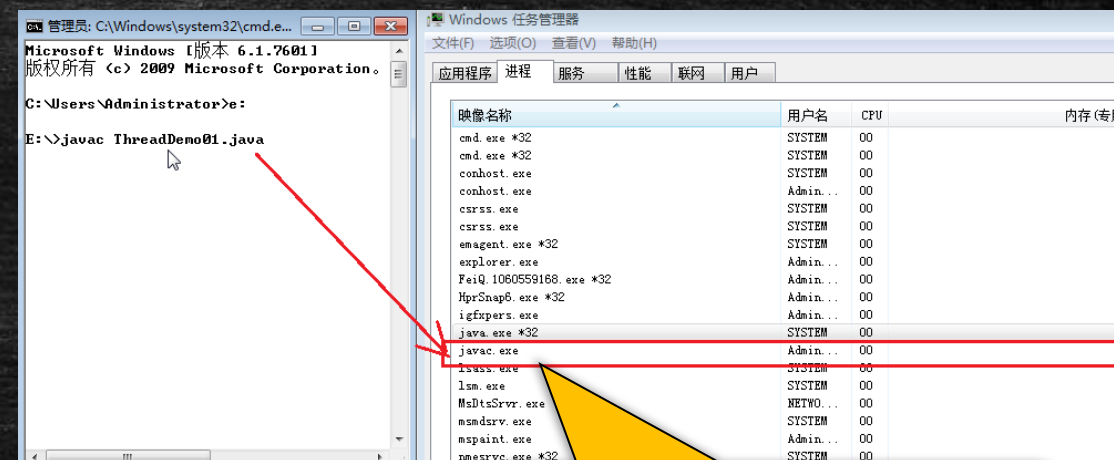 管理员: C:\Windows\system32\cmd.e...
Microsoft Windows [版本 6.1.7601]
版权所有 (c) 2009 Microsoft Corporation。
C:\Users\Administrator>e:
E:\>javac ThreadDemo01.java
Windows 任务管理器
文件(F) 选项(O) 查看(V) 帮助(H)
应用程序 进程 服务 性能 联网 用户
映像名称 用户名 CPU 内存(专用
cmd.exe *32 SYSTEM 00
cmd.exe *32 SYSTEM 00
conhost.exe SYSTEM 00
conhost.exe Admin... 00
csrss.exe SYSTEM 00
csrss.exe SYSTEM 00
emagent.exe *32 SYSTEM 00
explorer.exe Admin... 00
FeiQ.1060559168.exe *32 Admin... 00
HprSnap6.exe *32 Admin... 00
igfxpers.exe Admin... 00
java.exe *32 SYSTEM 00
javac.exe Admin... 00
lsass.exe SYSTEM 00
lsm.exe SYSTEM 00
MsDtsSrvr.exe NETWO... 00
msmdsrv.exe SYSTEM 00
mspaint.exe Admin... 00
nmesrvc.exe *32 SYSTEM 00